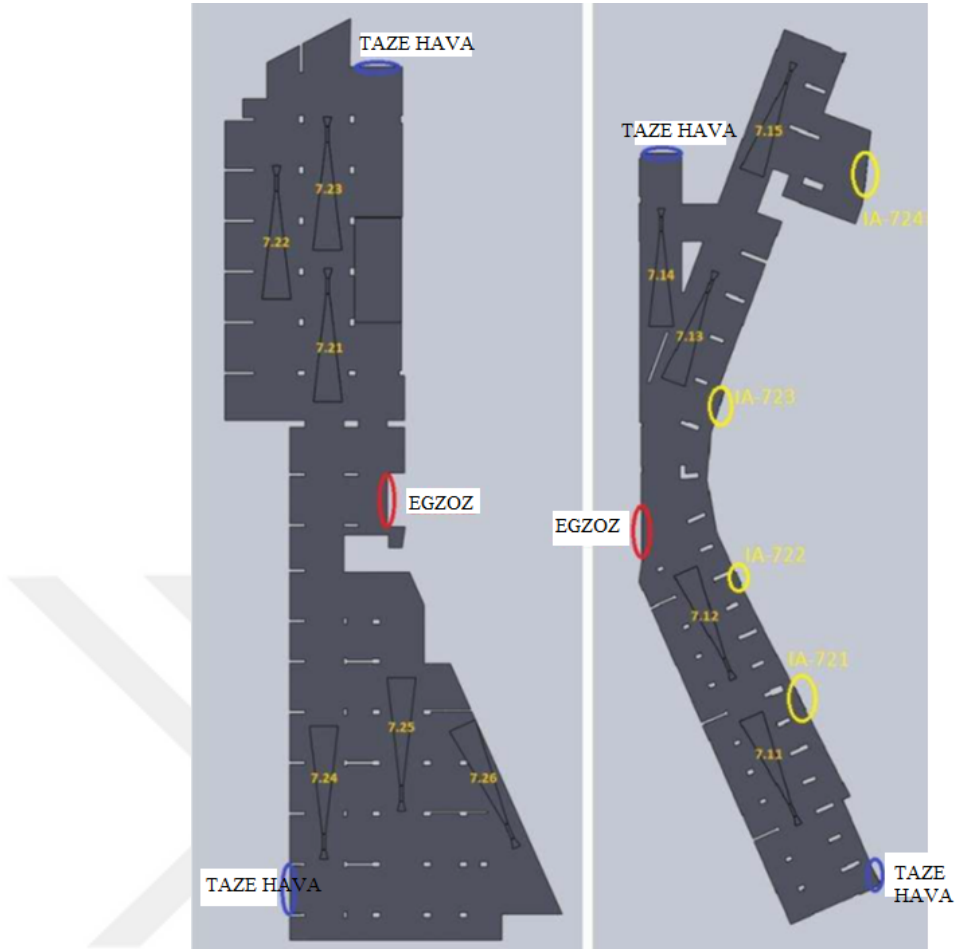 TAZE HAVA
7.23
7.22
7.21
EGZOZ
7.25
7.24
7.26
TAZE HAVA
7.15
TAZE HAVA
IA-724
7.14
7.13
IA-723
EGZOZ
IA-722
7.12
IA-721
7.11
TAZE
HAVA